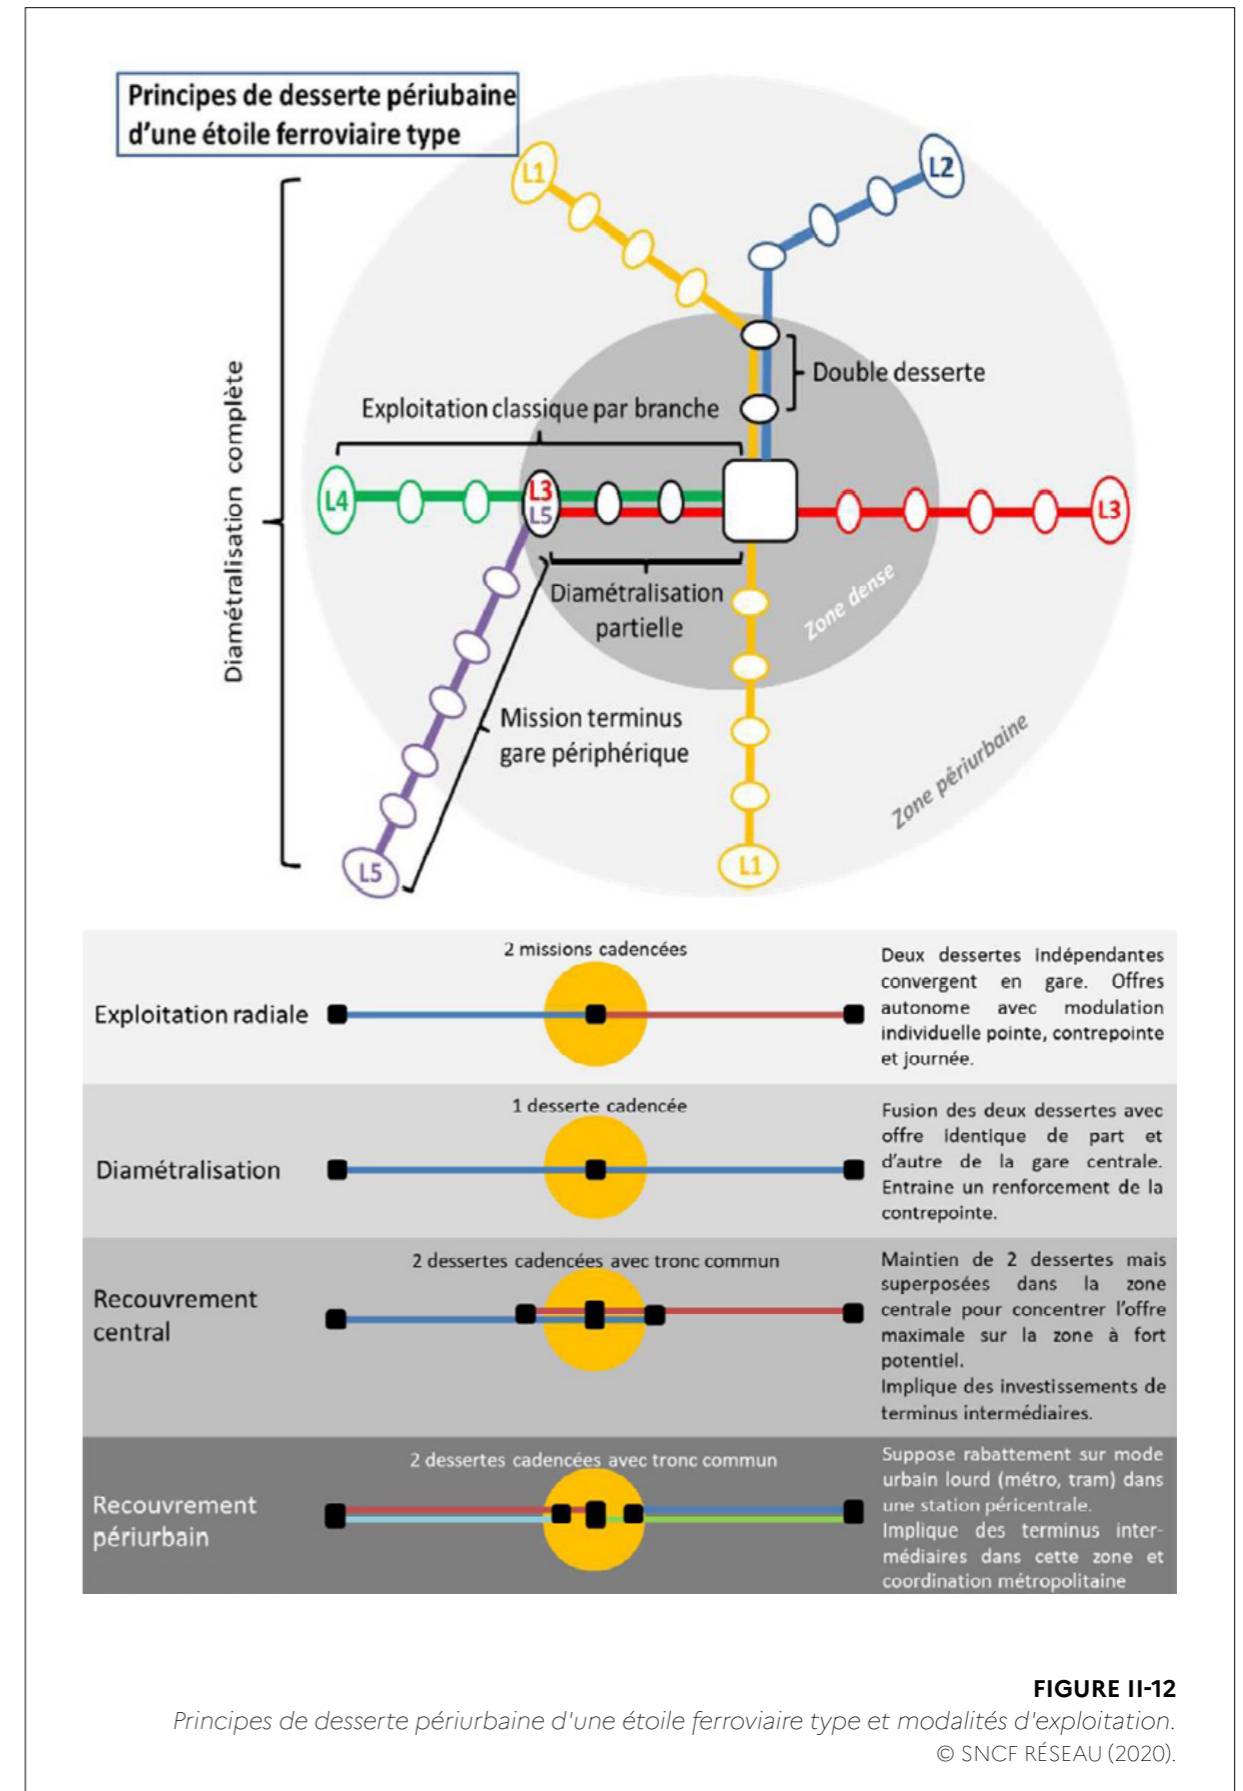 Principes de desserte périubaine
d'une étoile ferroviaire type
L1
L2
Double desserte
Exploitation classique par branche
Diamétralisation complète
L4
L3
L5
L3
Diamétralisation
partielle
Zone dense
Mission terminus
gare périphérique
Zone périurbaine
L5
L1
2 missions cadencées
Exploitation radiale
Deux dessertes indépendantes
convergent en gare. Offres
autonome avec modulation
individuelle pointe, contrepointe
et journée.
1 desserte cadencée
Diamétralisation
Fusion des deux dessertes avec
offre identique de part et
d'autre de la gare centrale.
Entraine un renforcement de la
contrepointe.
2 dessertes cadencées avec tronc commun
Recouvrement
central
Maintien de 2 dessertes mais
superposées dans la zone
centrale pour concentrer l'offre
maximale sur la zone à fort
potentiel.
Implique des investissements de
terminus intermédiaires.
2 dessertes cadencées avec tronc commun
Recouvrement
périurbain
Suppose rabattement sur mode
urbain lourd (métro, tram) dans
une station péricentrale.
Implique des terminus inter-
médiaires dans cette zone et
coordination métropolitaine
FIGURE II-12
Principes de desserte périurbaine d'une étoile ferroviaire type et modalités d'exploitation.
© SNCF RÉSEAU (2020).